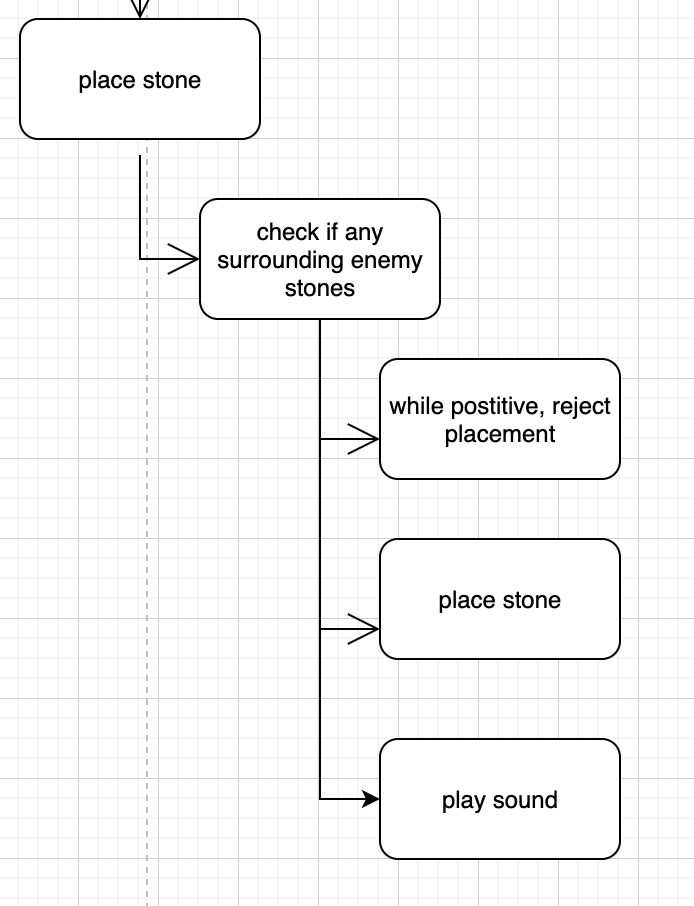 place stone
check if any
surrounding enemy
stones
while postitive, reject
placement
place stone
play sound